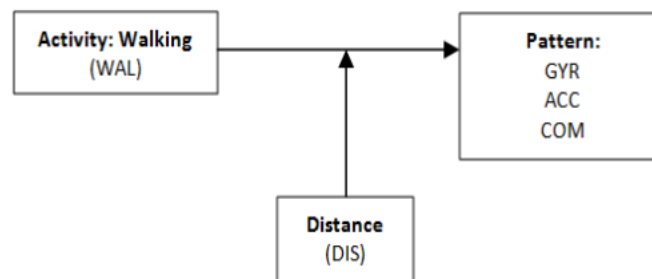 Activity: Walking
(WAL)
Pattern:
GYR
ACC
COM
Distance
(DIS)